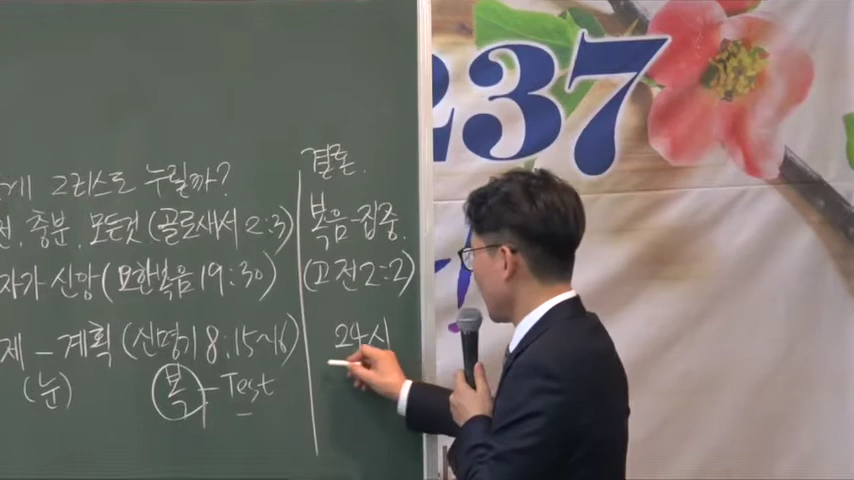 237
게 그리스도 누릴까?
전, 충분, 모든것 (골로새서 2:3)
자가 신앙 (요한복음 19:30)
제 - 계획 (신명기 8:15~16)
(눈) 복 - Test
결론.
복음-집중.
(고전2:2)
24시